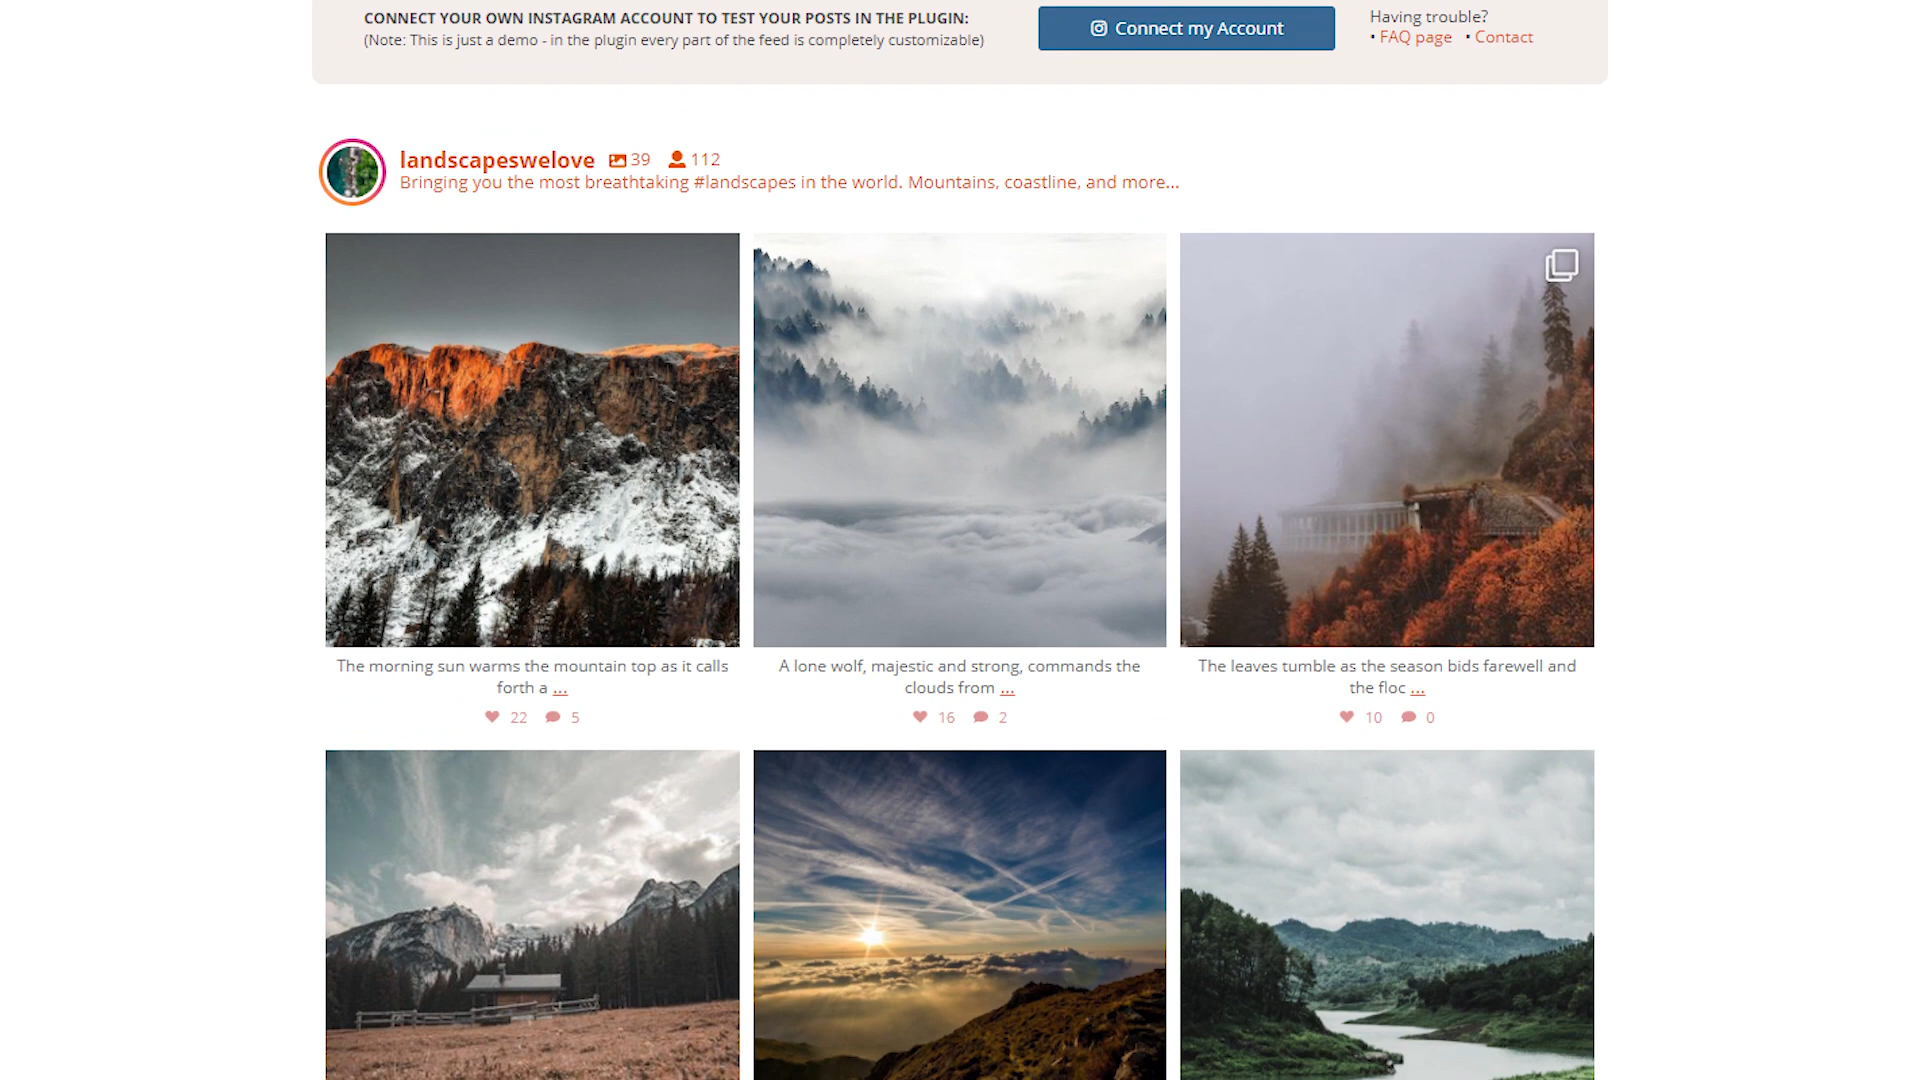 CONNECT YOUR OWN INSTAGRAM ACCOUNT TO TEST YOUR POSTS IN THE PLUGIN:
(Note: This is just a demo - in the plugin every part of the feed is completely customizable)
Connect my Account
Having trouble?
• FAQ page • Contact
landscapeswelove 39 112
Bringing you the most breathtaking #landscapes in the world. Mountains, coastline, and more...
The morning sun warms the mountain top as it calls
forth a ...
22 5
A lone wolf, majestic and strong, commands the
clouds from ...
16 2
The leaves tumble as the season bids farewell and
the floc ...
10 0